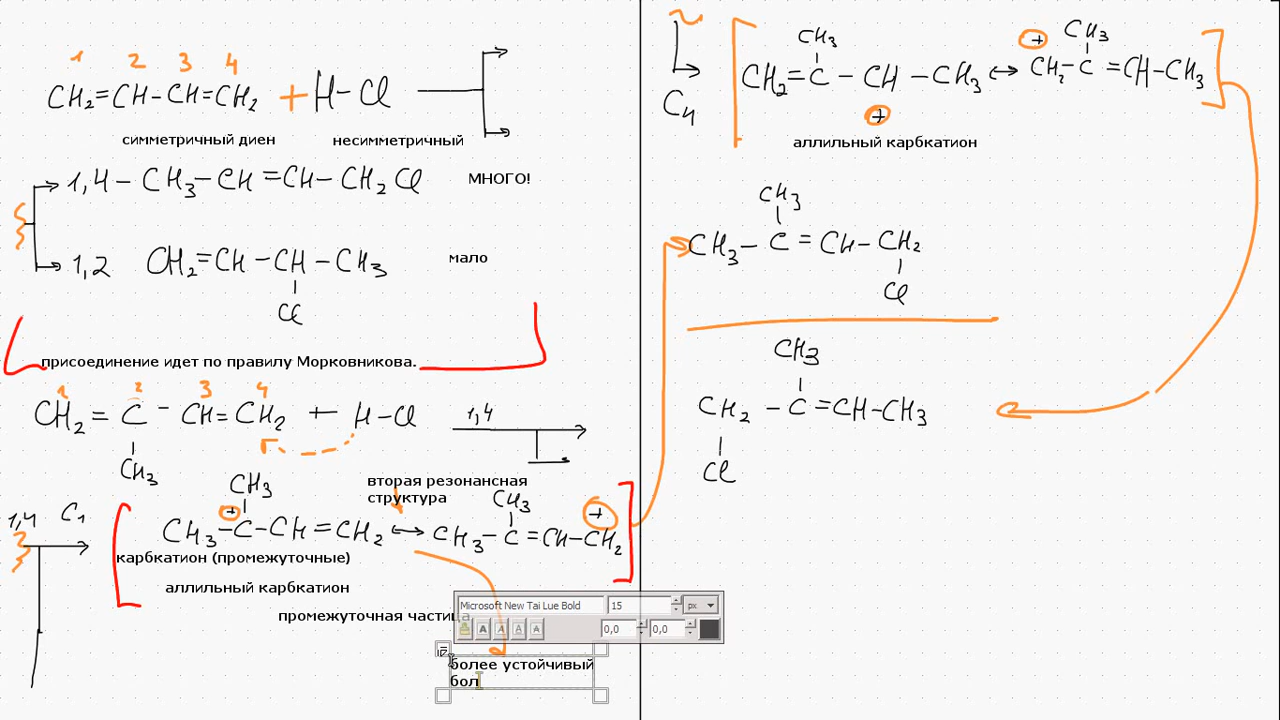 1 2 3 4
CH₂=CH-CH=CH₂ + H-Cl
симметричный диен несимметричный
1,4- CH₃-CH=CH-CH₂Cl МНОГО!
1,2 CH₂=CH-CH-CH₃ мало
Cl
присоединение идет по правилу Морковникова.
1 2 3 4
CH₂=C-CH=CH₂ + H-Cl 1,4
CH₃
вторая резонансная
структура
CH₃ CH₃
1,4 C₁ CH₃-C-CH=CH₂ ↔ CH₃-C=CH-CH₂
+ +
карбкатион (промежуточные)
аллильный карбкатион
промежуточная частица
Microsoft New Tai Lue Bold 15 px
A A A A 0,0 0,0
более устойчивый
бол
C₄
CH₃ + CH₃
CH₂=C-CH-CH₃ ↔ CH₂-C=CH-CH₃
+
аллильный карбкатион
CH₃
CH₃-C=CH-CH₂
Cl
CH₃
CH₂-C=CH-CH₃
Cl